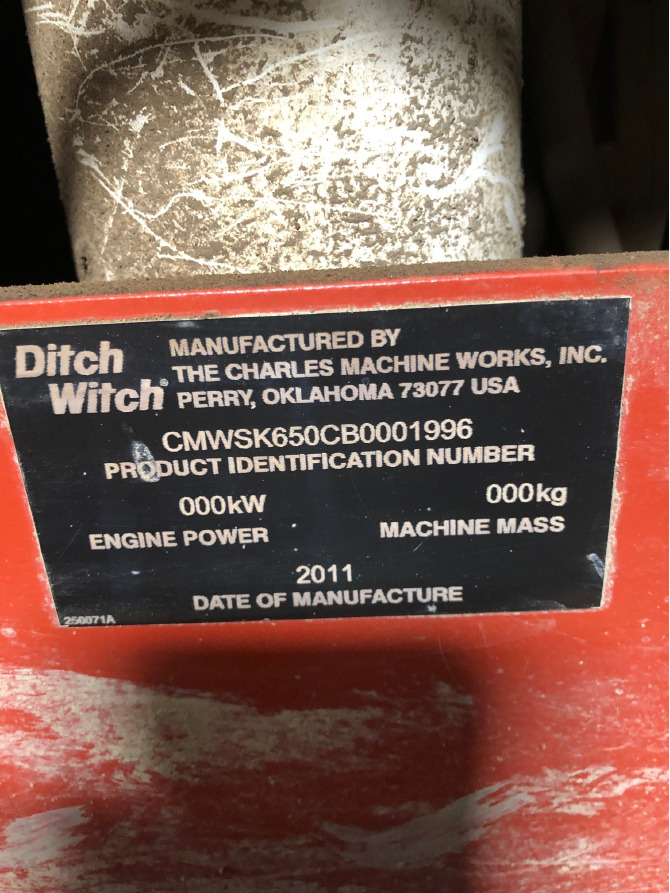 Ditch Witch®
MANUFACTURED BY
THE CHARLES MACHINE WORKS, INC.
PERRY, OKLAHOMA 73077 USA
CMWSK650CB0001996
PRODUCT IDENTIFICATION NUMBER
000kW 000kg
ENGINE POWER MACHINE MASS
2011
DATE OF MANUFACTURE
250071A